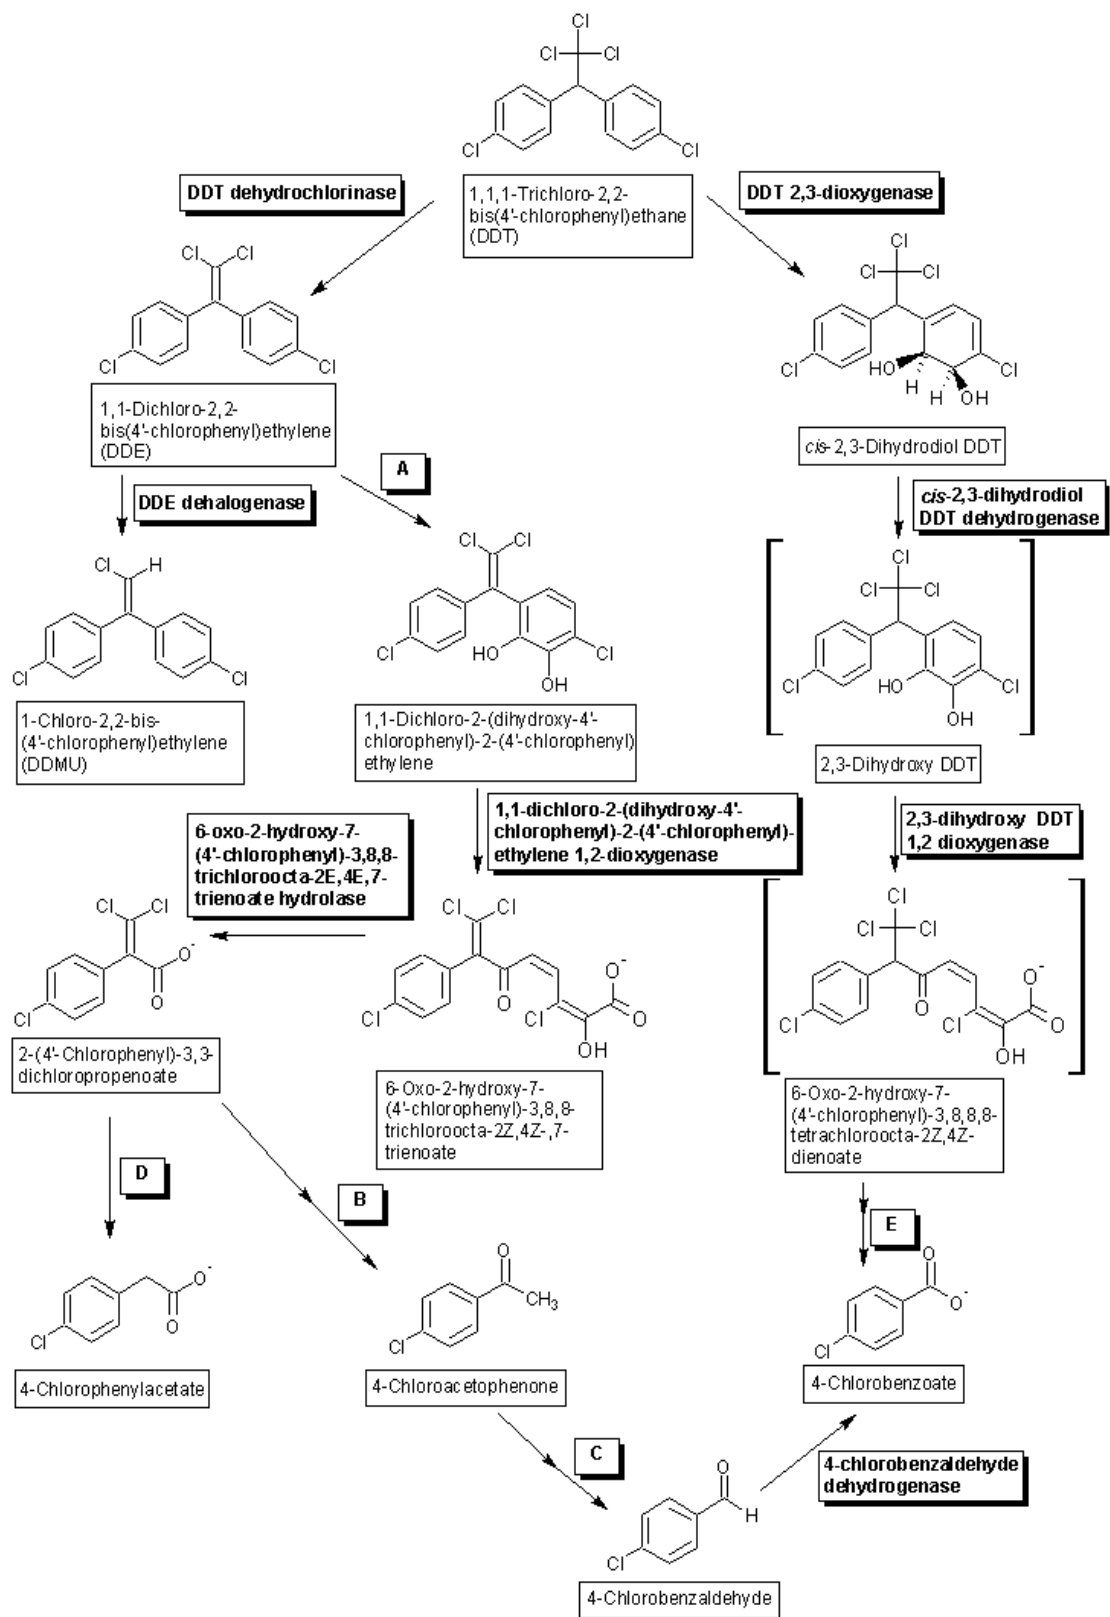 Cl
Cl
Cl
Cl
Cl
DDT dehydrochlorinase
1,1,1-Trichloro-2,2-
bis(4'-chlorophenyl)ethane
(DDT)
DDT 2,3-dioxygenase
Cl
Cl
Cl
Cl
1,1-Dichloro-2,2-
bis(4'-chlorophenyl)ethylene
(DDE)
Cl
Cl
Cl
Cl
HO
H
H
OH
Cl
cis-2,3-Dihydrodiol DDT
DDE dehalogenase
A
cis-2,3-dihydrodiol
DDT dehydrogenase
Cl
H
Cl
Cl
1-Chloro-2,2-bis-
(4'-chlorophenyl)ethylene
(DDMU)
Cl
Cl
Cl
HO
OH
Cl
1,1-Dichloro-2-(dihydroxy-4'-
chlorophenyl)-2-(4'-chlorophenyl)
ethylene
Cl
Cl
Cl
Cl
HO
OH
Cl
2,3-Dihydroxy DDT
6-oxo-2-hydroxy-7-
(4'-chlorophenyl)-3,8,8-
trichloroocta-2E,4E,7-
trienoate hydrolase
1,1-dichloro-2-(dihydroxy-4'-
chlorophenyl)-2-(4'-chlorophenyl)-
ethylene 1,2-dioxygenase
2,3-dihydroxy DDT
1,2 dioxygenase
Cl
Cl
O-
O
Cl
2-(4'-Chlorophenyl)-3,3-
dichloropropenoate
Cl
Cl
O
O-
O
Cl
Cl
OH
6-Oxo-2-hydroxy-7-
(4'-chlorophenyl)-3,8,8-
trichloroocta-2Z,4Z-,7-
trienoate
Cl
Cl
Cl
O
O-
O
Cl
Cl
OH
6-Oxo-2-hydroxy-7-
(4'-chlorophenyl)-3,8,8,8-
tetrachloroocta-2Z,4Z-
dienoate
D
B
E
O-
O
Cl
4-Chlorophenylacetate
O
CH3
Cl
4-Chloroacetophenone
O
O-
Cl
4-Chlorobenzoate
C
4-chlorobenzaldehyde
dehydrogenase
O
H
Cl
4-Chlorobenzaldehyde